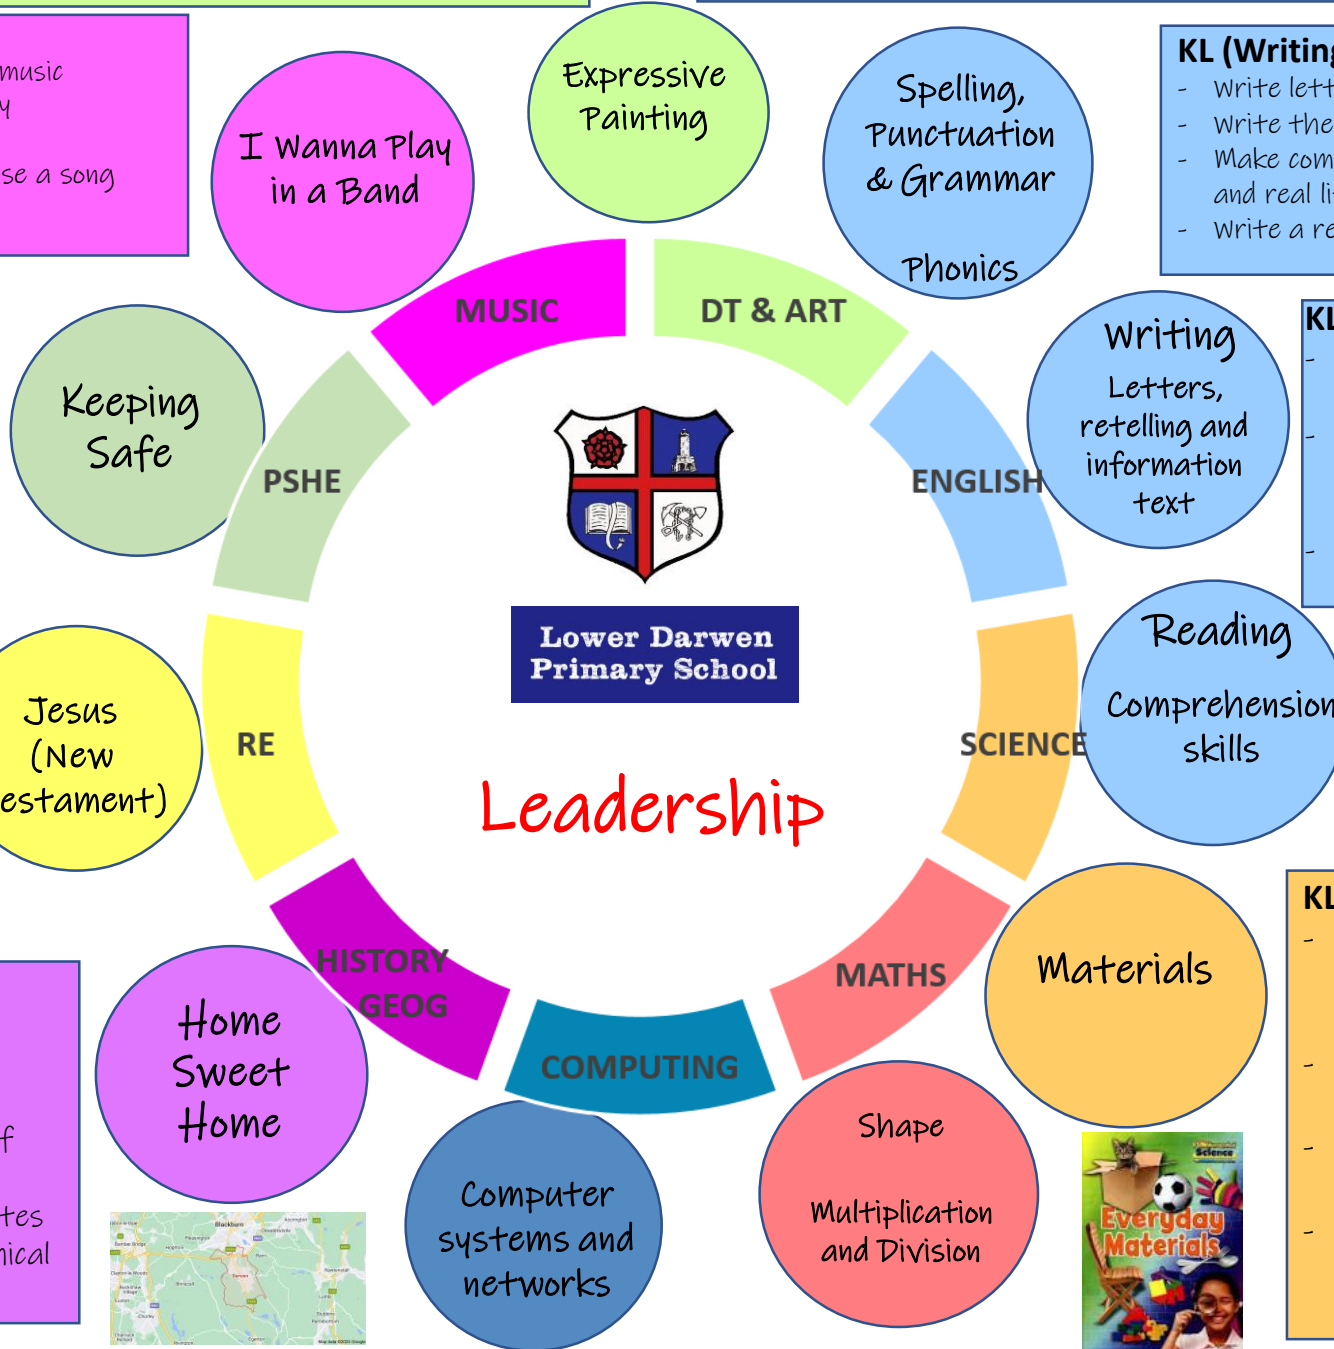 music
y
se a song
I Wanna Play
in a Band
Expressive
Painting
Spelling,
Punctuation
& Grammar
Phonics
KL (Writing
- Write lett
- Write the
- Make com
and real li
- Write a re
MUSIC
DT & ART
Keeping
Safe
PSHE
ENGLISH
Writing
Letters,
retelling and
information
text
KL
-
-
-
Lower Darwen
Primary School
Leadership
Reading
Comprehension
skills
Jesus
(New
estament)
RE
SCIENCE
HISTORY
GEOG
MATHS
COMPUTING
Materials
KL
-
-
-
-
Home
Sweet
Home
f
tes
nical
Computer
systems and
networks
Shape
Multiplication
and Division
Blackburn
Darwen
Science
Everyday
Materials